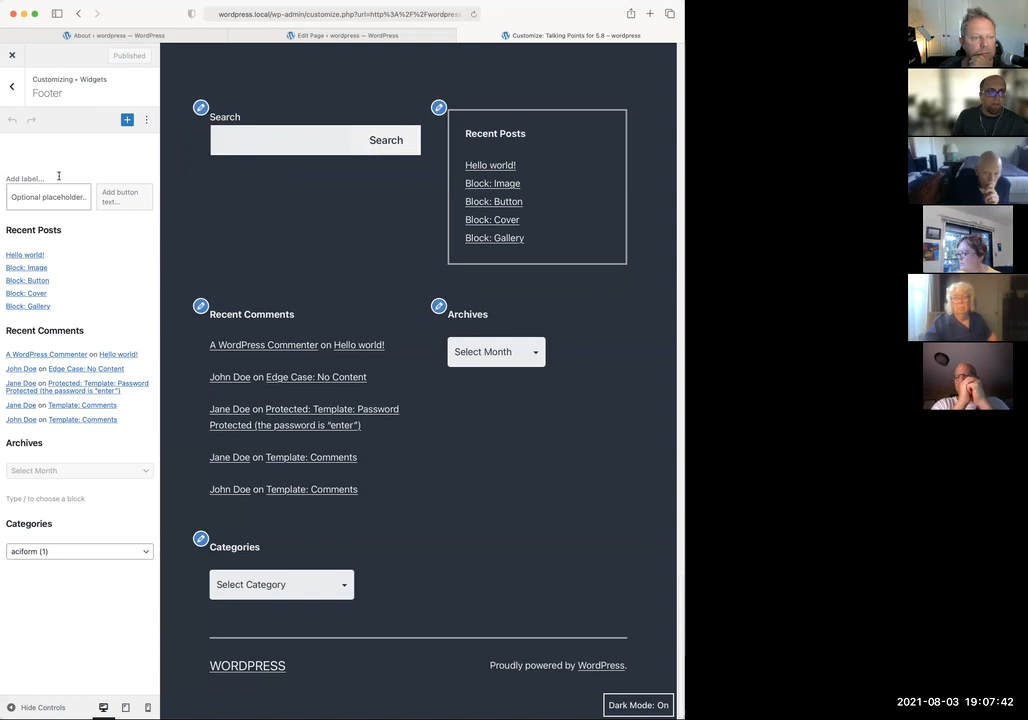 wordpress.local/wp-admin/customize.php?url=http%3A%2F%2Fwordpress
About ‹ wordpress — WordPress
Edit Page ‹ wordpress — WordPress
Customize: Talking Points for 5.8 – wordpress
Published
Customizing • Widgets
Footer
Add label...
Optional placeholder..
Add button
text...
Recent Posts
Hello world!
Block: Image
Block: Button
Block: Cover
Block: Gallery
Recent Comments
A WordPress Commenter on Hello world!
John Doe on Edge Case: No Content
Jane Doe on Protected: Template: Password
Protected (the password is “enter”)
Jane Doe on Template: Comments
John Doe on Template: Comments
Archives
Select Month
Type / to choose a block
Categories
aciform (1)
Hide Controls
Search
Search
Recent Posts
Hello world!
Block: Image
Block: Button
Block: Cover
Block: Gallery
Recent Comments
A WordPress Commenter on Hello world!
John Doe on Edge Case: No Content
Jane Doe on Protected: Template: Password
Protected (the password is “enter”)
Jane Doe on Template: Comments
John Doe on Template: Comments
Archives
Select Month
Categories
Select Category
WORDPRESS
Proudly powered by WordPress.
Dark Mode: On
2021-08-03 19:07:42